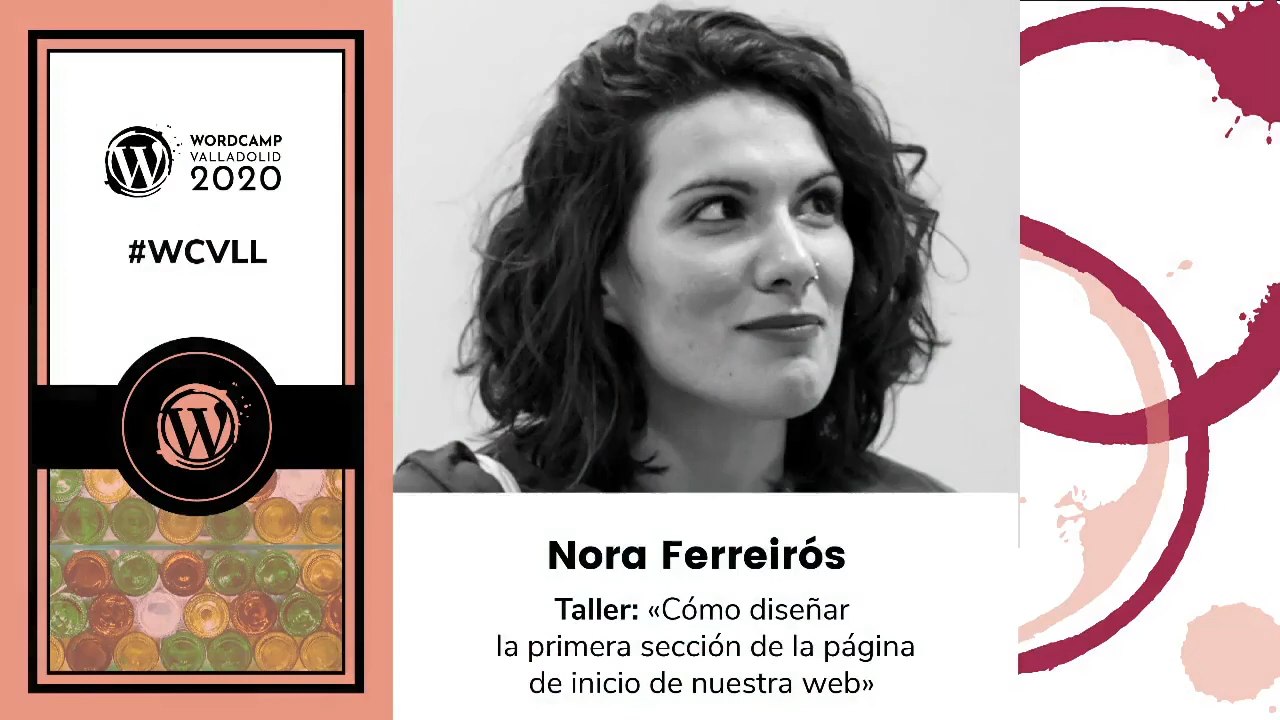 WORDCAMP
VALLADOLID
2020
#WCVLL
Nora Ferreirós
Taller: «Cómo diseñar
la primera sección de la página
de inicio de nuestra web»